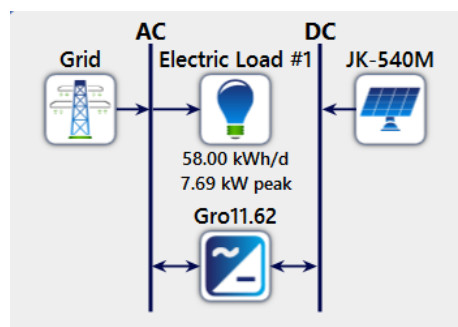 AC DC
Grid Electric Load #1 JK-540M
58.00 kWh/d
7.69 kW peak
Gro11.62